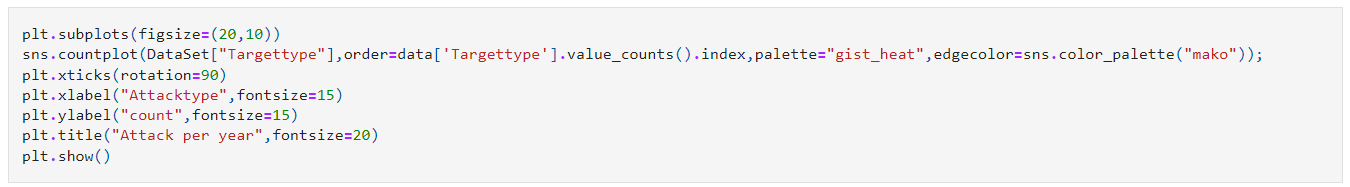 plt.subplots(figsize=(20,10))
sns.countplot(DataSet["Targettype"],order=data['Targettype'].value_counts().index,palette="gist_heat",edgecolor=sns.color_palette("mako"));
plt.xticks(rotation=90)
plt.xlabel("Attacktype",fontsize=15)
plt.ylabel("count",fontsize=15)
plt.title("Attack per year",fontsize=20)
plt.show()